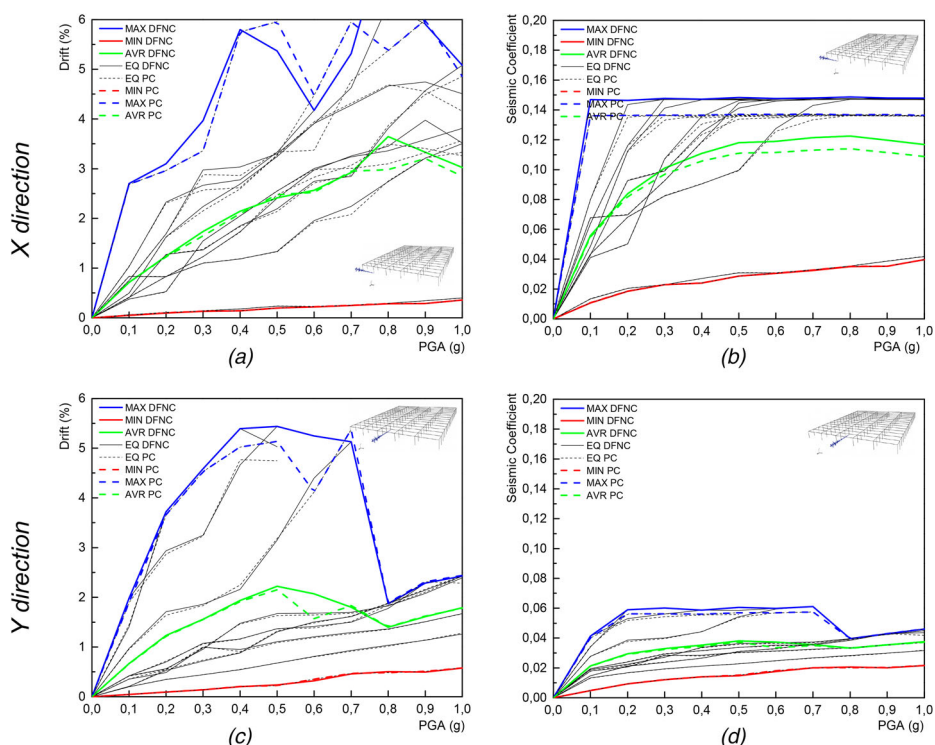 X direction
Drift (%)
6
5
4
3
2
1
0
MAX DFNC
MIN DFNC
AVR DFNC
EQ DFNC
EQ PC
MIN PC
MAX PC
AVR PC
0,0 0,1 0,2 0,3 0,4 0,5 0,6 0,7 0,8 0,9 1,0
PGA (g)
(a)
Seismic Coefficient
0,20
0,18
0,16
0,14
0,12
0,10
0,08
0,06
0,04
0,02
0,00
MAX DFNC
MIN DFNC
AVR DFNC
EQ DFNC
EQ PC
MIN PC
MAX PC
AVR PC
0,0 0,1 0,2 0,3 0,4 0,5 0,6 0,7 0,8 0,9 1,0
PGA (g)
(b)
Y direction
Drift (%)
6
5
4
3
2
1
0
MAX DFNC
MIN DFNC
AVR DFNC
EQ DFNC
EQ PC
MIN PC
MAX PC
AVR PC
0,0 0,1 0,2 0,3 0,4 0,5 0,6 0,7 0,8 0,9 1,0
PGA (g)
(c)
Seismic Coefficient
0,20
0,18
0,16
0,14
0,12
0,10
0,08
0,06
0,04
0,02
0,00
MAX DFNC
MIN DFNC
AVR DFNC
EQ DFNC
EQ PC
MIN PC
MAX PC
AVR PC
0,0 0,1 0,2 0,3 0,4 0,5 0,6 0,7 0,8 0,9 1,0
PGA (g)
(d)